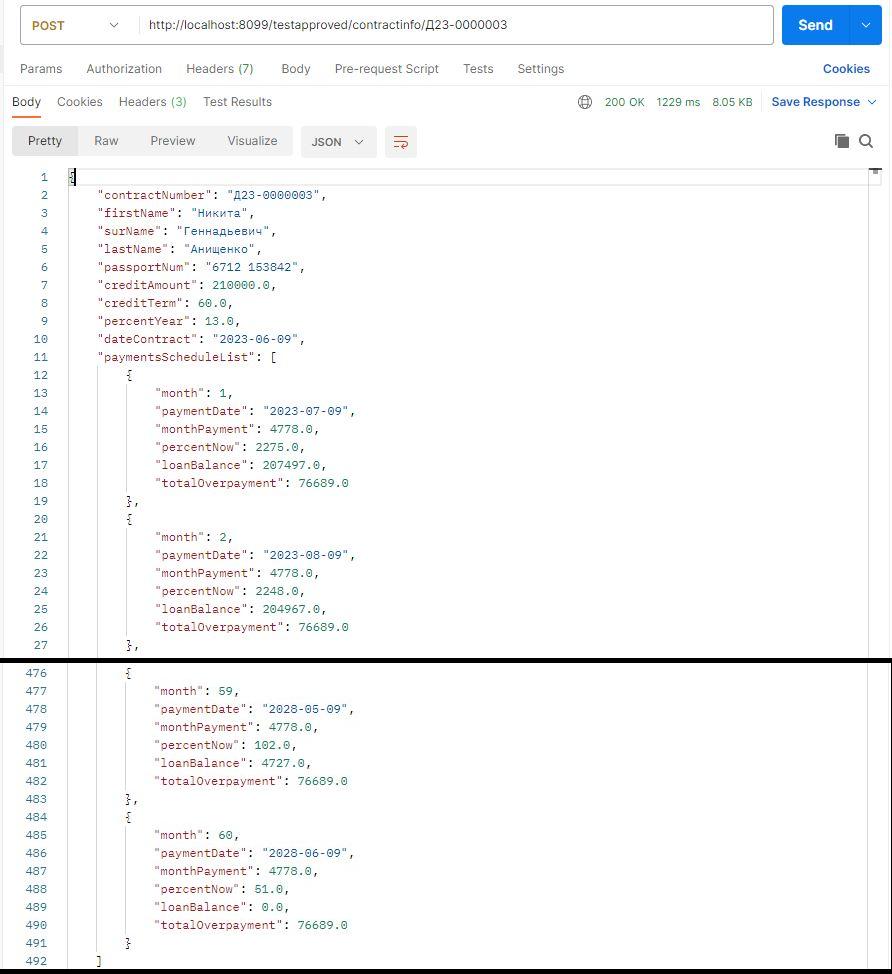 POST http://localhost:8099/testapproved/contractinfo/Д23-0000003 Send
Params Authorization Headers (7) Body Pre-request Script Tests Settings Cookies
Body Cookies Headers (3) Test Results 200 OK 1229 ms 8.05 KB Save Response
Pretty Raw Preview Visualize JSON
1 {
2 "contractNumber": "Д23-0000003",
3 "firstName": "Никита",
4 "surName": "Геннадьевич",
5 "lastName": "Анищенко",
6 "passportNum": "6712 153842",
7 "creditAmount": 210000.0,
8 "creditTerm": 60.0,
9 "percentYear": 13.0,
10 "dateContract": "2023-06-09",
11 "paymentsScheduleList": [
12 {
13 "month": 1,
14 "paymentDate": "2023-07-09",
15 "monthPayment": 4778.0,
16 "percentNow": 2275.0,
17 "loanBalance": 207497.0,
18 "totalOverpayment": 76689.0
19 },
20 {
21 "month": 2,
22 "paymentDate": "2023-08-09",
23 "monthPayment": 4778.0,
24 "percentNow": 2248.0,
25 "loanBalance": 204967.0,
26 "totalOverpayment": 76689.0
27 },
476 {
477 "month": 59,
478 "paymentDate": "2028-05-09",
479 "monthPayment": 4778.0,
480 "percentNow": 102.0,
481 "loanBalance": 4727.0,
482 "totalOverpayment": 76689.0
483 },
484 {
485 "month": 60,
486 "paymentDate": "2028-06-09",
487 "monthPayment": 4778.0,
488 "percentNow": 51.0,
489 "loanBalance": 0.0,
490 "totalOverpayment": 76689.0
491 }
492 ]